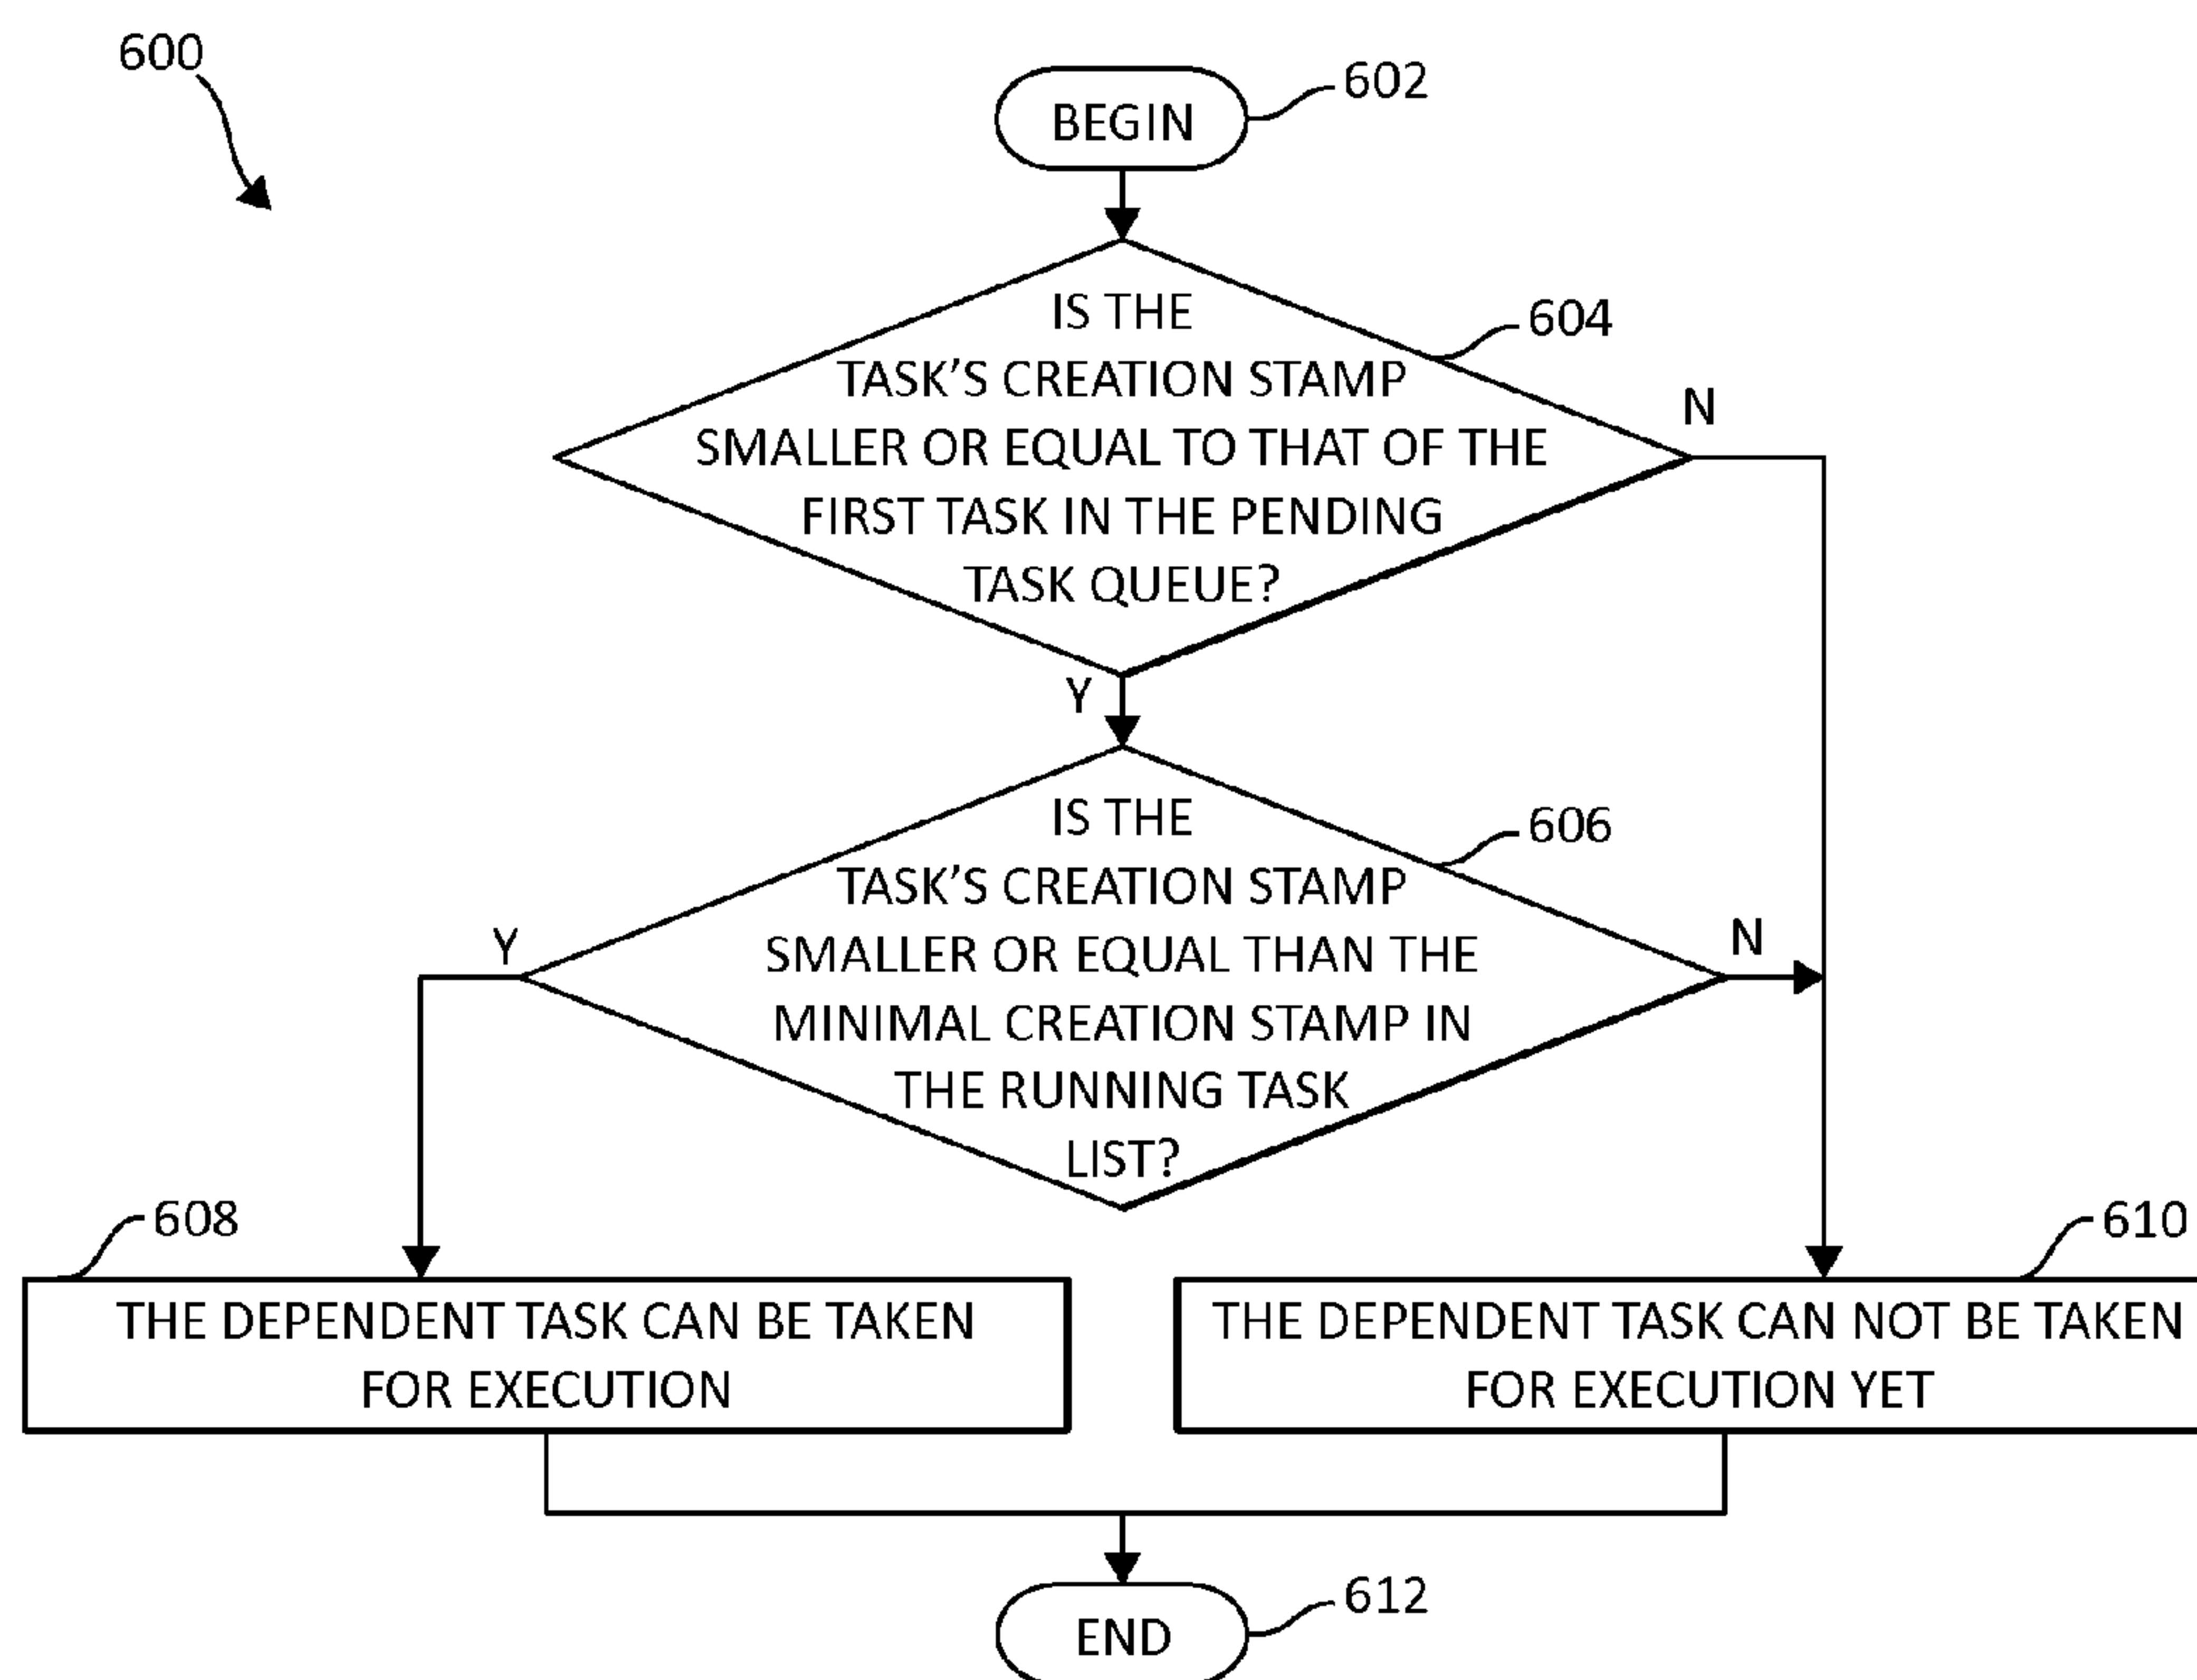 600
BEGIN
602
IS THE
TASK'S CREATION STAMP
SMALLER OR EQUAL TO THAT OF THE
FIRST TASK IN THE PENDING
TASK QUEUE?
604
N
Y
IS THE
TASK'S CREATION STAMP
SMALLER OR EQUAL THAN THE
MINIMAL CREATION STAMP IN
THE RUNNING TASK
LIST?
606
Y
N
608
THE DEPENDENT TASK CAN BE TAKEN
FOR EXECUTION
610
THE DEPENDENT TASK CAN NOT BE TAKEN
FOR EXECUTION YET
END
612